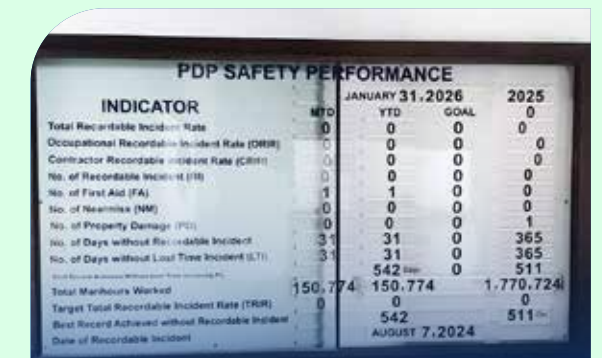 PDP SAFETY PERFORMANCE
JANUARY 31.2026 2025
INDICATOR MTD YTD GOAL 0
Total Recordable Incident Rate 0 0 0 0
Occupational Recordable Incident Rate (ORIR) 0 0 0 0
Contractor Recordable Incident Rate (CRIR) 0 0 0 0
No. of Recordable Incident (RI) 0 0 0 0
No. of First Aid (FA) 1 1 0 0
No. of Nearmiss (NM) 0 0 0 0
No. of Property Damage (PD) 0 0 0 1
No. of Days without Recordable Incident 31 31 0 365
No. of Days without Lost Time Incident (LTI) 31 31 0 365
542 0 511
Total Manhours Worked 150.774 150.774 1.770.724
Target Total Recordable Incident Rate (TRIR) 0 0 0
Best Record Achieved without Recordable Incident 542 511
Date of Recordable Incident AUGUST 7.2024